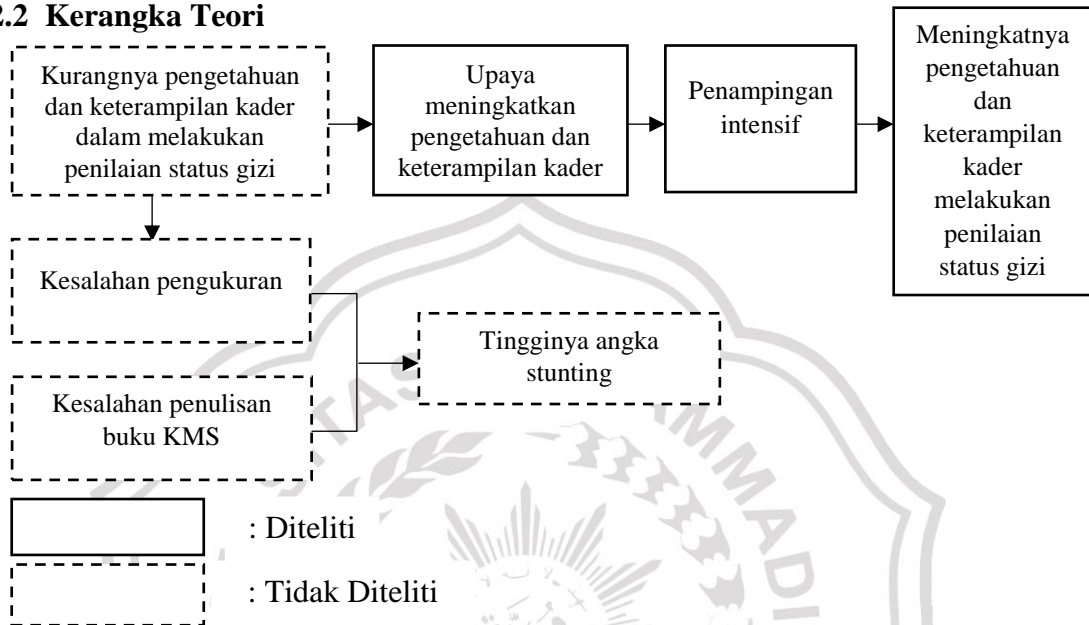 2.2 Kerangka Teori
Kurangnya pengetahuan
dan keterampilan kader
dalam melakukan
penilaian status gizi
Upaya
meningkatkan
pengetahuan dan
keterampilan kader
Penampingan
intensif
Meningkatnya
pengetahuan
dan
keterampilan
kader
melakukan
penilaian
status gizi
Kesalahan pengukuran
Tingginya angka
stunting
Kesalahan penulisan
buku KMS
: Diteliti
: Tidak Diteliti